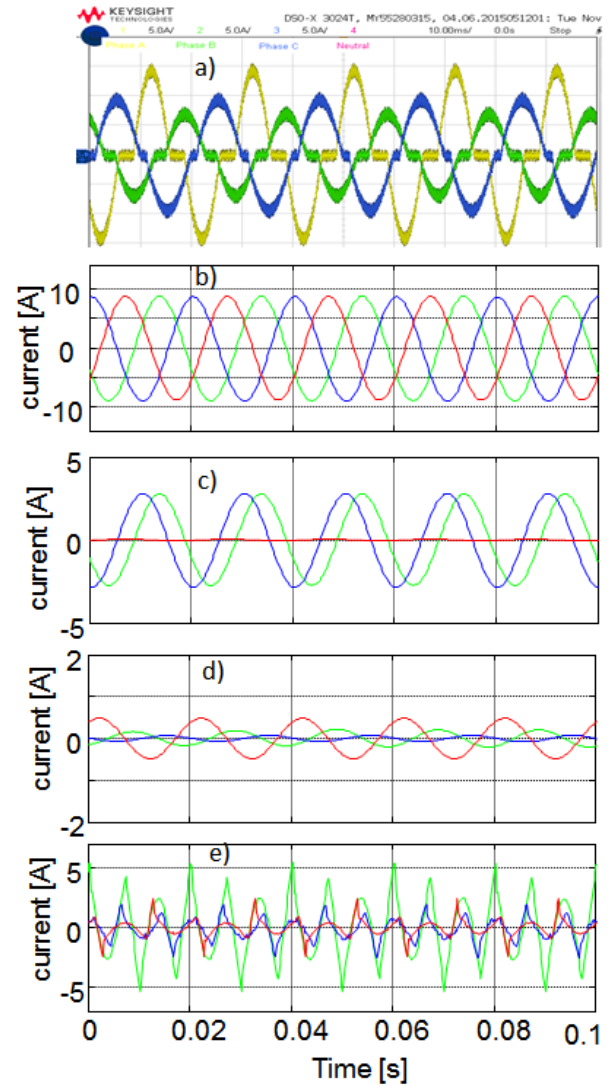 KEYSIGHT
TECHNOLOGIES
DSO-X 3024T, MY55280315, 04.06.2015051201: Tue Nov
1 5.0A/ 2 5.0A/ 3 5.0A/ 4 10.00ms/ 0.0s Stop
Phase A Phase B Phase C Neutral
a)
b)
current [A]
10
0
-10
c)
current [A]
5
0
-5
d)
current [A]
2
0
-2
e)
current [A]
5
0
-5
0 0.02 0.04 0.06 0.08 0.1
Time [s]